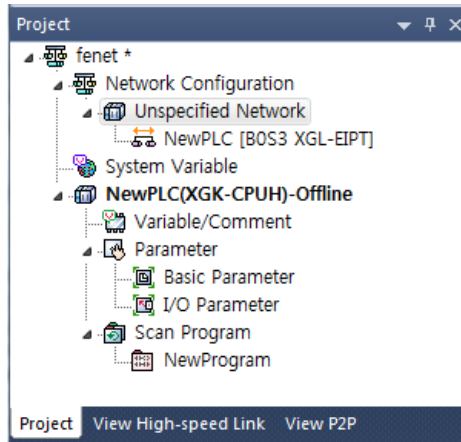 Project
fenet *
Network Configuration
Unspecified Network
NewPLC [B0S3 XGL-EIPT]
System Variable
NewPLC(XGK-CPUH)-Offline
Variable/Comment
Parameter
Basic Parameter
I/O Parameter
Scan Program
NewProgram
Project View High-speed Link View P2P